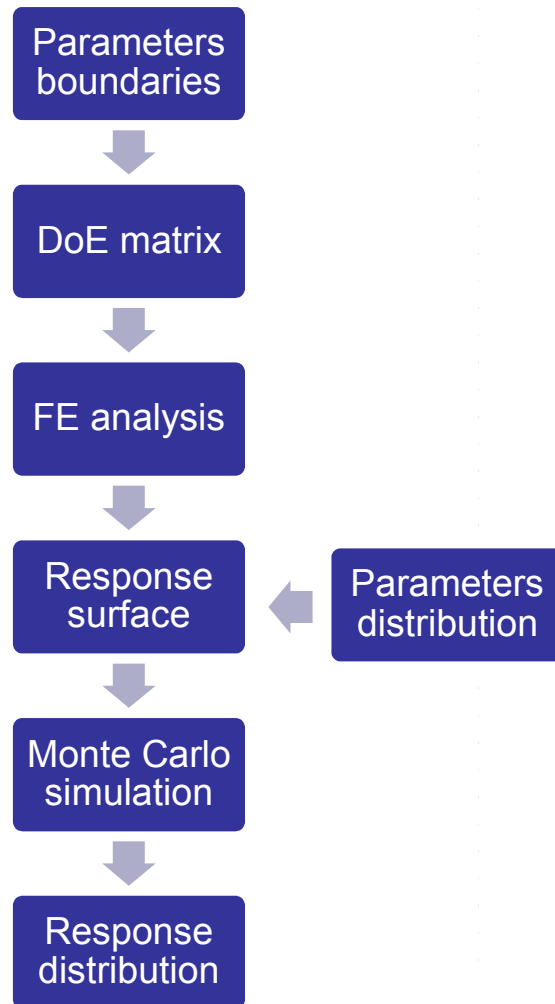 Parameters
boundaries
DoE matrix
FE analysis
Response
surface
Parameters
distribution
Monte Carlo
simulation
Response
distribution